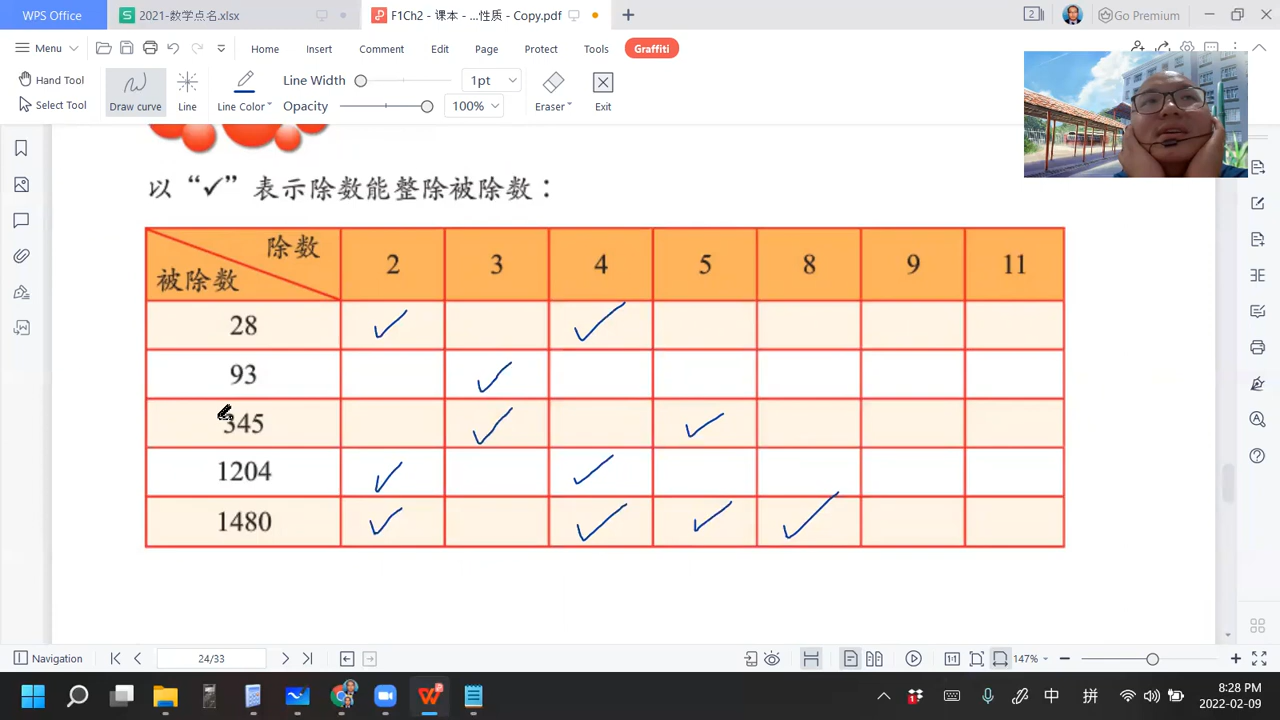 WPS Office
2021-数学点名.xlsx
F1Ch2 - 课本 - ...性质 - Copy.pdf
2
Go Premium
Menu
Home
Insert
Comment
Edit
Page
Protect
Tools
Graffiti
Hand Tool
Select Tool
Draw curve
Line
Line Color
Line Width
1pt
Opacity
100%
Eraser
Exit
以“✓”表示除数能整除被除数：
除数
被除数
2 3 4 5 8 9 11
28 ✓ ✓
93 ✓
345 ✓ ✓
1204 ✓ ✓
1480 ✓ ✓ ✓ ✓
Navigation
24/33
147%
中
拼
8:28 PM
2022-02-09